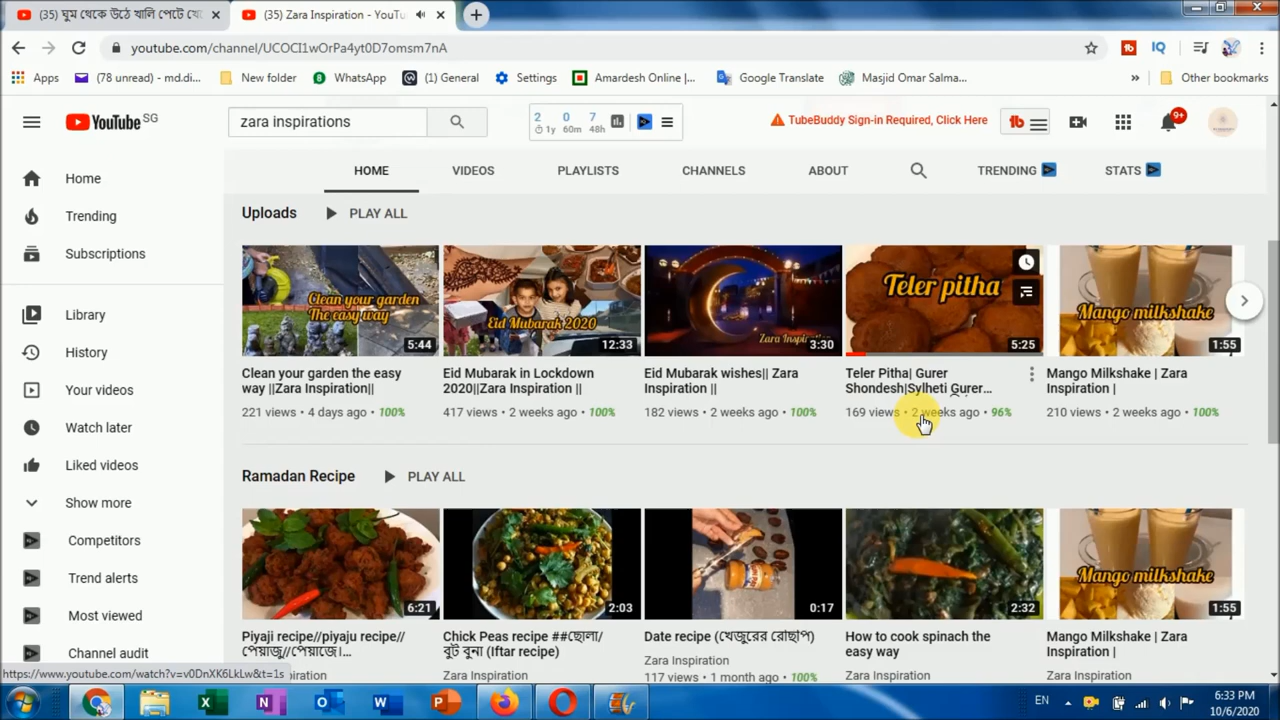 (35) ঘুম থেকে উঠে খালি পেটে খে
(35) Zara Inspiration - YouTu
youtube.com/channel/UCOCI1wOrPa4yt0D7omsm7nA
Apps
(78 unread) - md.di...
New folder
WhatsApp
(1) General
Settings
Amardesh Online |...
Google Translate
Masjid Omar Salma...
»
Other bookmarks
YouTube SG
zara inspirations
2 0 7
1y 60m 48h
TubeBuddy Sign-in Required, Click Here
9+
HOME VIDEOS PLAYLISTS CHANNELS ABOUT TRENDING STATS
Home
Trending
Subscriptions
Library
History
Your videos
Watch later
Liked videos
Show more
Competitors
Trend alerts
Most viewed
Channel audit
Uploads PLAY ALL
Clean your garden
The easy way
5:44
Eid Mubarak 2020
12:33
Zara Inspir
3:30
Teler pitha
5:25
Mango milkshake
1:55
Clean your garden the easy
way ||Zara Inspiration||
221 views • 4 days ago • 100%
Eid Mubarak in Lockdown
2020||Zara Inspiration ||
417 views • 2 weeks ago • 100%
Eid Mubarak wishes|| Zara
Inspiration ||
182 views • 2 weeks ago • 100%
Teler Pitha| Gurer
Shondesh|Sylheti Gurer...
169 views • 2 weeks ago • 96%
Mango Milkshake | Zara
Inspiration |
210 views • 2 weeks ago • 100%
Ramadan Recipe PLAY ALL
6:21
2:03
0:17
2:32
Mango milkshake
1:55
Piyaji recipe//piyaju recipe//
পেঁয়াজু//পেয়াজো।...
Chick Peas recipe ##ছোলা/
বুট বুনা (Iftar recipe)
Date recipe (খেজুরের রোছাপ)
Zara Inspiration
117 views • 1 month ago • 100%
How to cook spinach the
easy way
Zara Inspiration
Mango Milkshake | Zara
Inspiration |
Zara Inspiration
https://www.youtube.com/watch?v=v0DnXK6LkLw&t=1s
piration
Zara Inspiration
EN
6:33 PM
10/6/2020